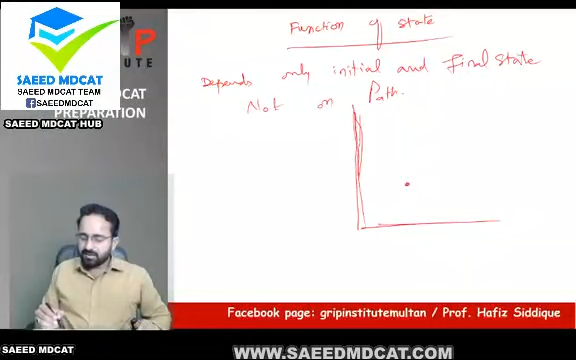 Function of state
Depends only initial and Final state
Not on Path.
SAEED MDCAT
SAEED MDCAT TEAM
SAEEDMDCAT
SAEED MDCAT HUB
P
UTE
DCAT
PREPARATION
Facebook page: gripinstitutemultan / Prof. Hafiz Siddique
SAEED MDCAT
WWW.SAEEDMDCAT.COM